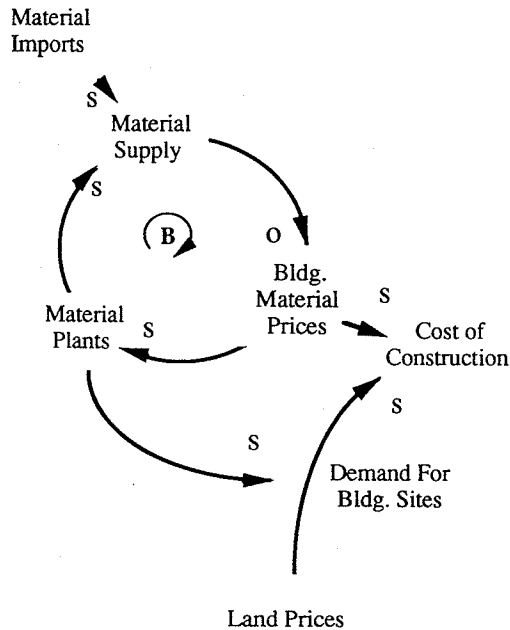 Material
Imports
S
Material
Supply
S
B
O
Bldg.
Material
Prices
S
Material
Plants
S
Cost of
Construction
S
S
Demand For
Bldg. Sites
Land Prices